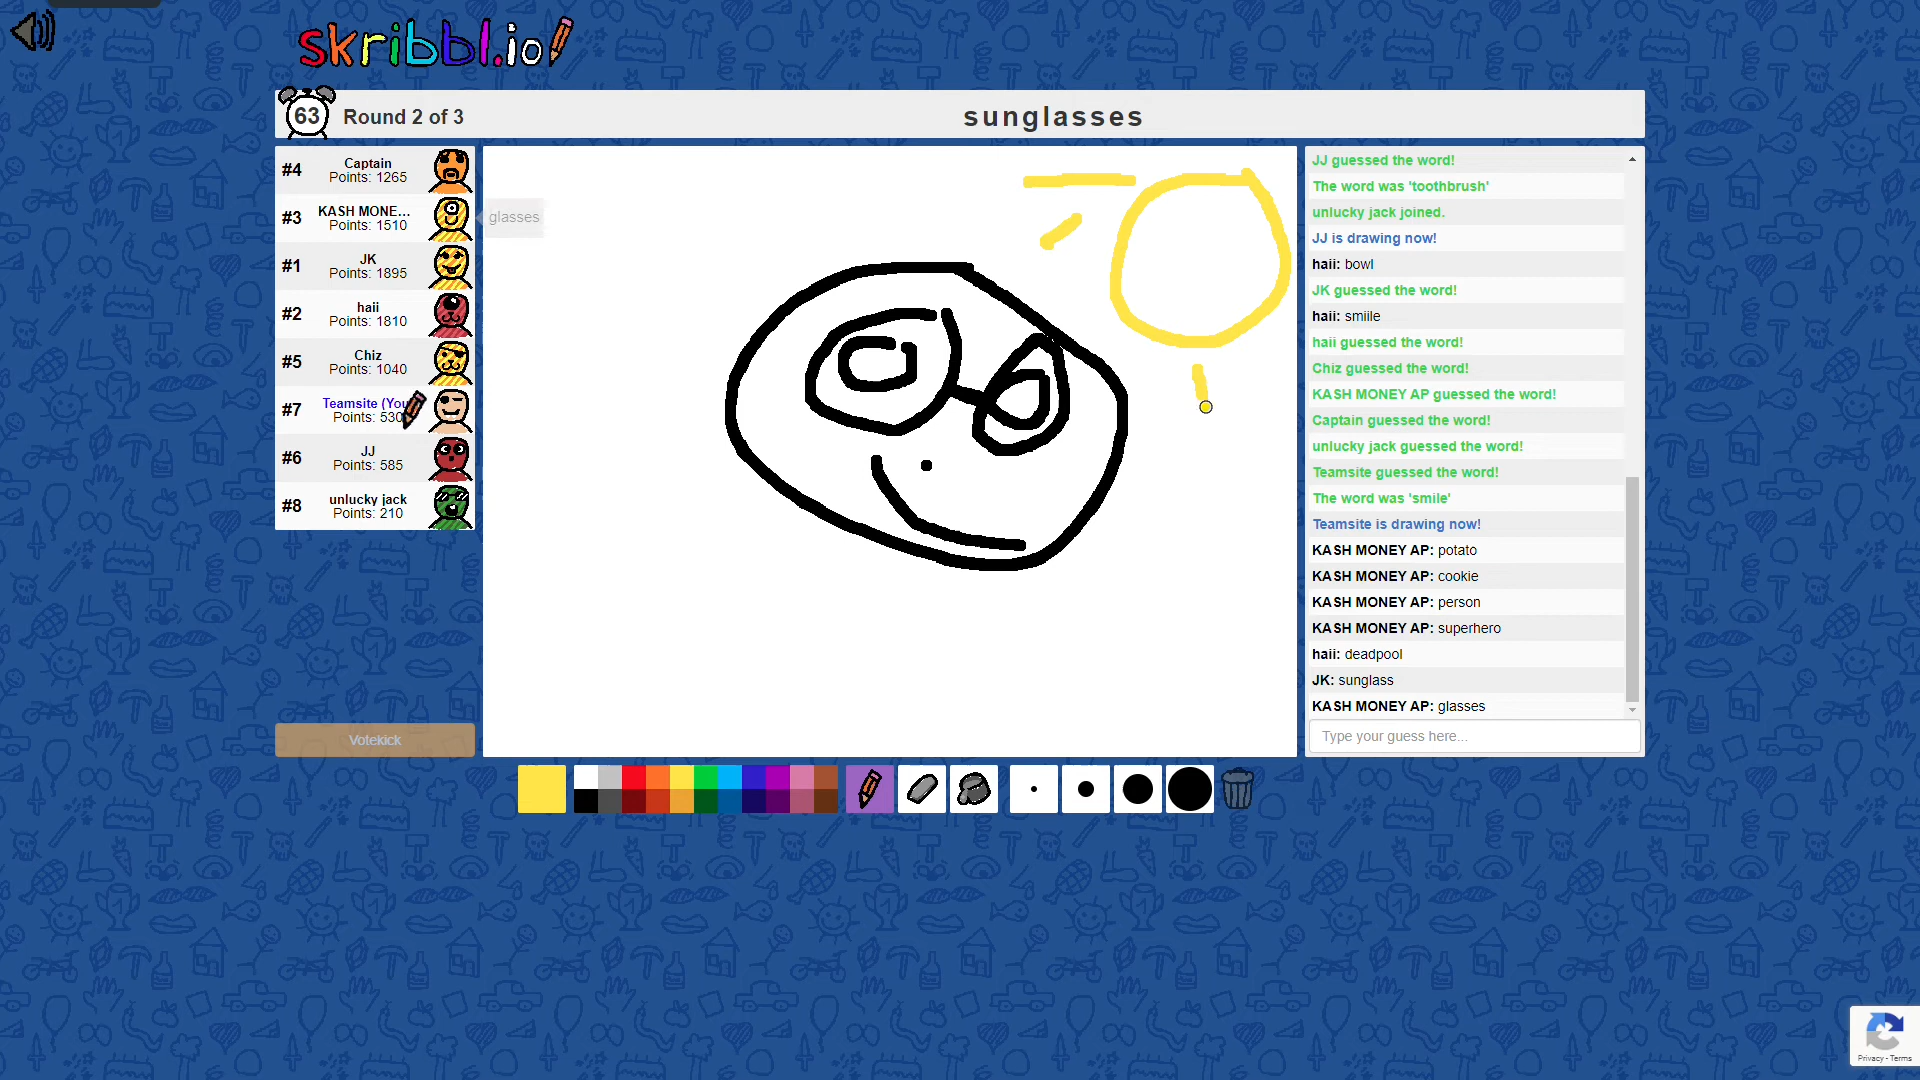 skribbl.io
63
Round 2 of 3
sunglasses
#4
Captain
Points: 1265
#3
KASH MONE...
Points: 1510
glasses
#1
JK
Points: 1895
#2
haii
Points: 1810
#5
Chiz
Points: 1040
#7
Teamsite (You
Points: 530
#6
JJ
Points: 585
#8
unlucky jack
Points: 210
Votekick
JJ guessed the word!
The word was 'toothbrush'
unlucky jack joined.
JJ is drawing now!
haii: bowl
JK guessed the word!
haii: smiile
haii guessed the word!
Chiz guessed the word!
KASH MONEY AP guessed the word!
Captain guessed the word!
unlucky jack guessed the word!
Teamsite guessed the word!
The word was 'smile'
Teamsite is drawing now!
KASH MONEY AP: potato
KASH MONEY AP: cookie
KASH MONEY AP: person
KASH MONEY AP: superhero
haii: deadpool
JK: sunglass
KASH MONEY AP: glasses
Type your guess here...
Privacy - Terms